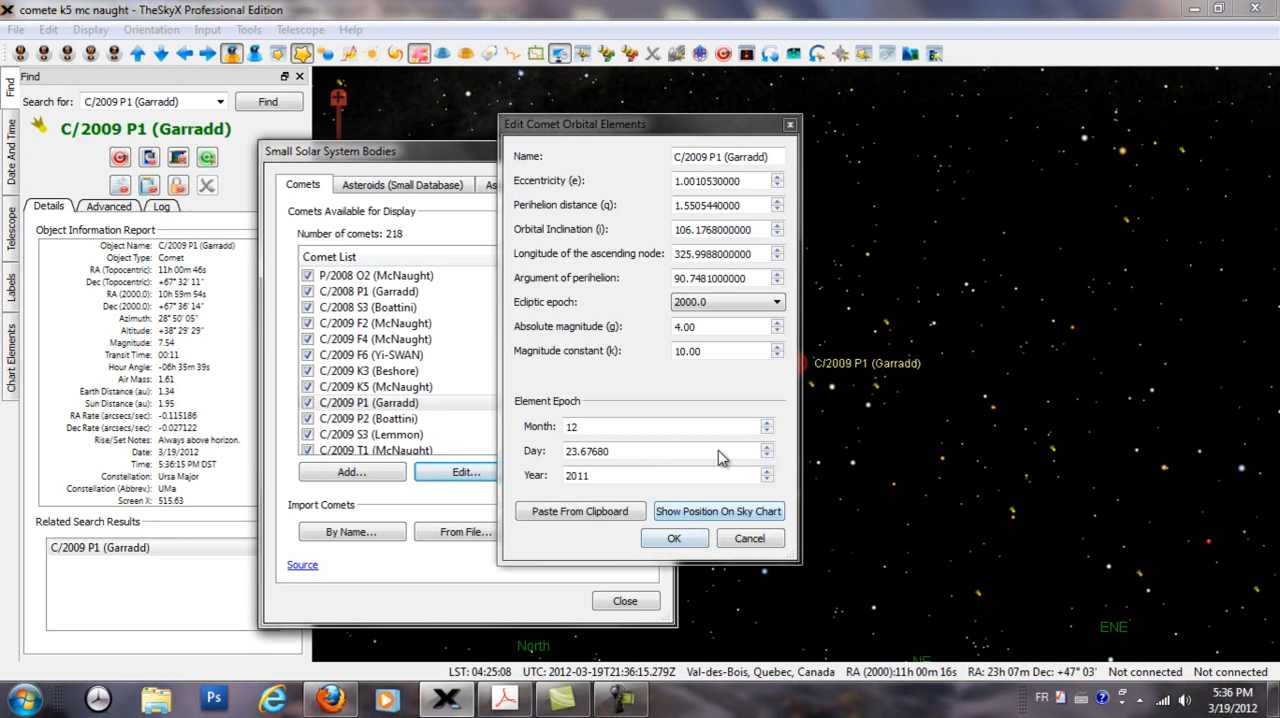 comete k5 mc naught - TheSkyX Professional Edition
File Edit Display Orientation Input Tools Telescope Help
Find
Search for: C/2009 P1 (Garradd) Find
C/2009 P1 (Garradd)
Details Advanced Log
Object Information Report
Object Name: C/2009 P1 (Garradd)
Object Type: Comet
RA (Topocentric): 11h 00m 46s
Dec (Topocentric): +67° 32' 11"
RA (2000.0): 10h 59m 54s
Dec (2000.0): +67° 36' 14"
Azimuth: 28° 50' 05"
Altitude: +38° 29' 29"
Magnitude: 7.54
Transit Time: 00:11
Hour Angle: -06h 35m 39s
Air Mass: 1.61
Earth Distance (au): 1.34
Sun Distance (au): 1.95
RA Rate (arcsecs/sec): -0.115186
Dec Rate (arcsecs/sec): -0.027122
Rise/Set Notes: Always above horizon.
Date: 3/19/2012
Time: 5:36:15 PM DST
Constellation: Ursa Major
Constellation (Abbrev): UMa
Screen X: 515.63
Related Search Results
C/2009 P1 (Garradd)
Find
Date And Time
Telescope
Labels
Chart Elements
Small Solar System Bodies
Comets Asteroids (Small Database) As
Comets Available for Display
Number of comets: 218
Comet List
P/2008 O2 (McNaught)
C/2008 P1 (Garradd)
C/2008 S3 (Boattini)
C/2009 F2 (McNaught)
C/2009 F4 (McNaught)
C/2009 F6 (Yi-SWAN)
C/2009 K3 (Beshore)
C/2009 K5 (McNaught)
C/2009 P1 (Garradd)
C/2009 P2 (Boattini)
C/2009 S3 (Lemmon)
C/2009 T1 (McNaught)
Add... Edit...
Import Comets
By Name... From File...
Source
Close
Edit Comet Orbital Elements
Name: C/2009 P1 (Garradd)
Eccentricity (e): 1.0010530000
Perihelion distance (q): 1.5505440000
Orbital Inclination (i): 106.1768000000
Longitude of the ascending node: 325.9988000000
Argument of perihelion: 90.7481000000
Ecliptic epoch: 2000.0
Absolute magnitude (g): 4.00
Magnitude constant (k): 10.00
Element Epoch
Month: 12
Day: 23.67680
Year: 2011
Paste From Clipboard Show Position On Sky Chart
OK Cancel
C/2009 P1 (Garradd)
ENE
North
NE
LST: 04:25:08 UTC: 2012-03-19T21:36:15.279Z Val-des-Bois, Quebec, Canada RA (2000):11h 00m 16s RA: 23h 07m Dec: +47° 03' Not connected Not connected
Ps FR 5:36 PM
3/19/2012